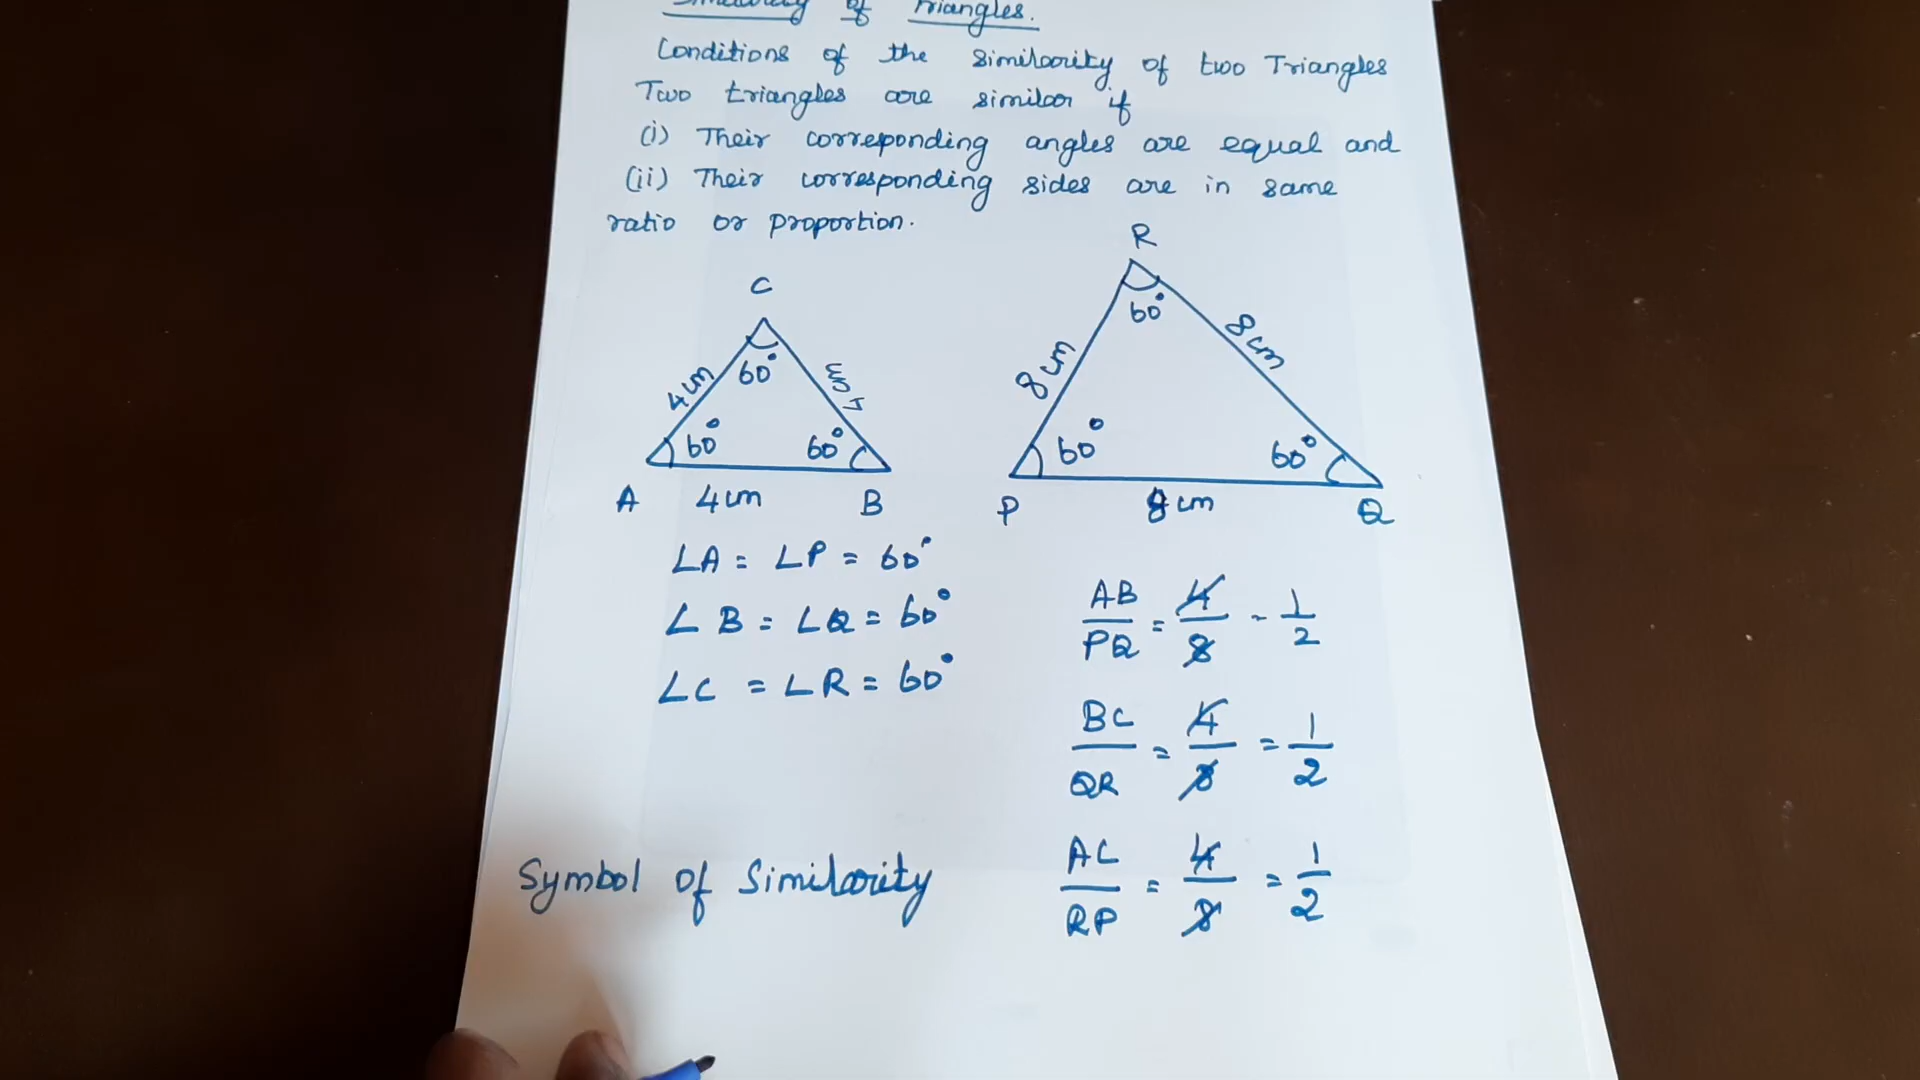 Similarity of Triangles.
Conditions of the similarity of two Triangles
Two triangles are similar if
(i) Their corresponding angles are equal and
(ii) Their corresponding sides are in same
ratio or proportion.
R
C
60°
8cm
8cm
60°
4cm
4cm
60°
60°
60°
60°
A 4cm B
P 8cm Q
∠A = ∠P = 60°
∠B = ∠Q = 60°
∠C = ∠R = 60°
AB/PQ = 4/8 - 1/2
BC/QR = 4/8 = 1/2
AC/RP = 4/8 = 1/2
Symbol of Similarity